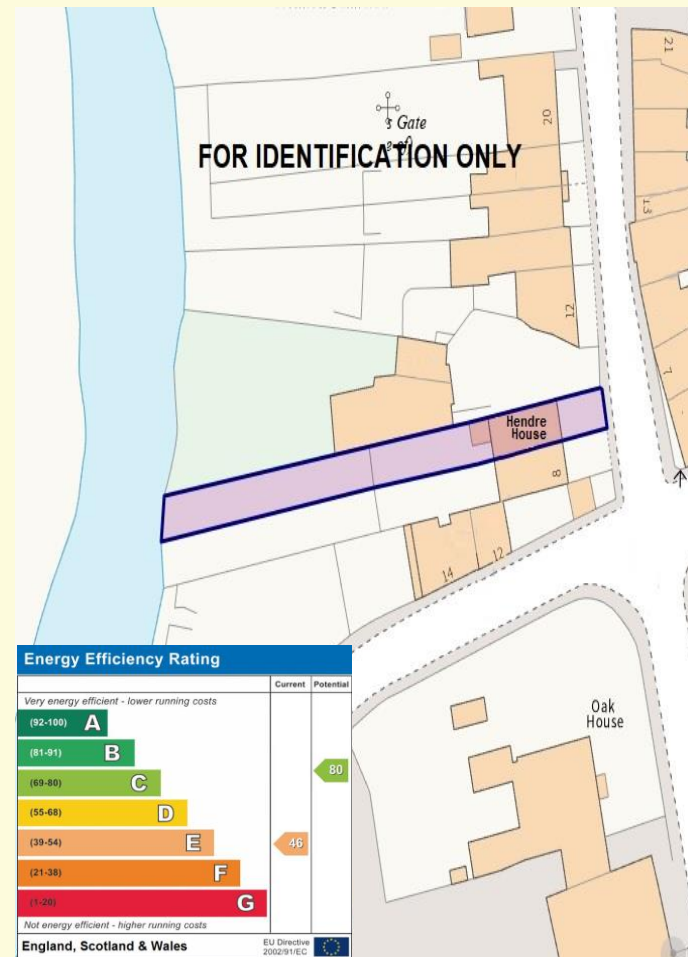 21
20
s Gate
FOR IDENTIFICATION ONLY
13
12
7
Hendre
House
8
12
14
Oak
House
Energy Efficiency Rating
Current Potential
Very energy efficient - lower running costs
(92-100) A
(81-91) B
(69-80) C
80
(55-68) D
(39-54) E
46
(21-38) F
(1-20) G
Not energy efficient - higher running costs
England, Scotland & Wales
EU Directive
2002/91/EC